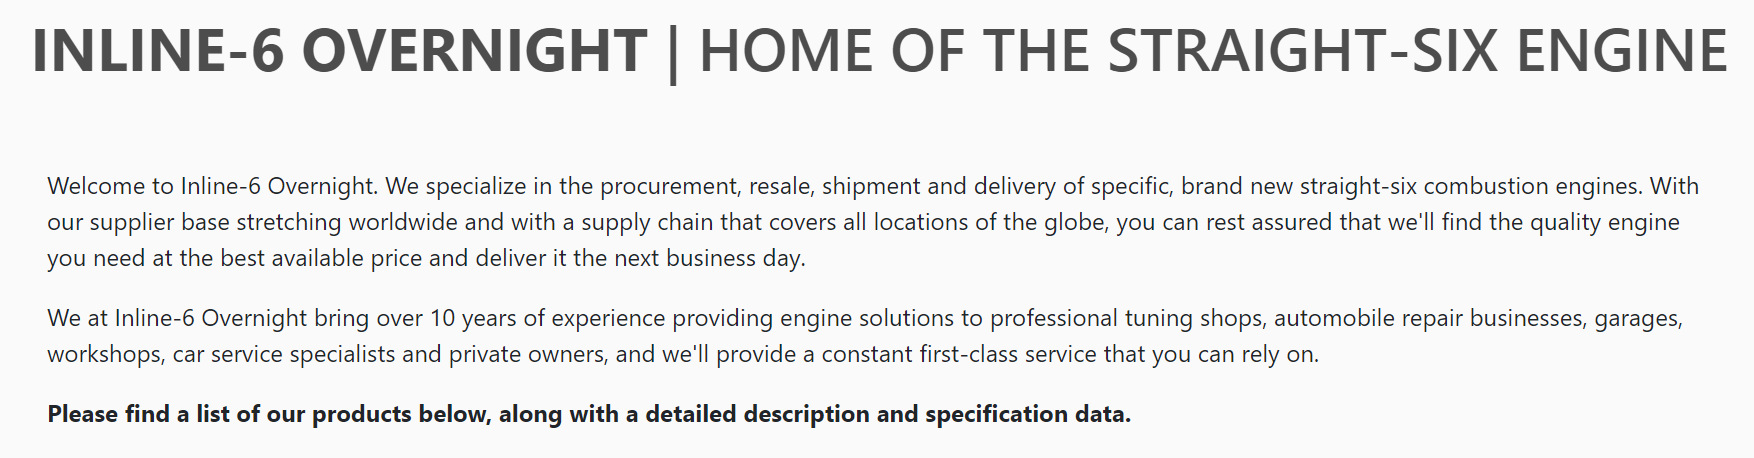 INLINE-6 OVERNIGHT | HOME OF THE STRAIGHT-SIX ENGINE
Welcome to Inline-6 Overnight. We specialize in the procurement, resale, shipment and delivery of specific, brand new straight-six combustion engines. With
our supplier base stretching worldwide and with a supply chain that covers all locations of the globe, you can rest assured that we'll find the quality engine
you need at the best available price and deliver it the next business day.
We at Inline-6 Overnight bring over 10 years of experience providing engine solutions to professional tuning shops, automobile repair businesses, garages,
workshops, car service specialists and private owners, and we'll provide a constant first-class service that you can rely on.
Please find a list of our products below, along with a detailed description and specification data.